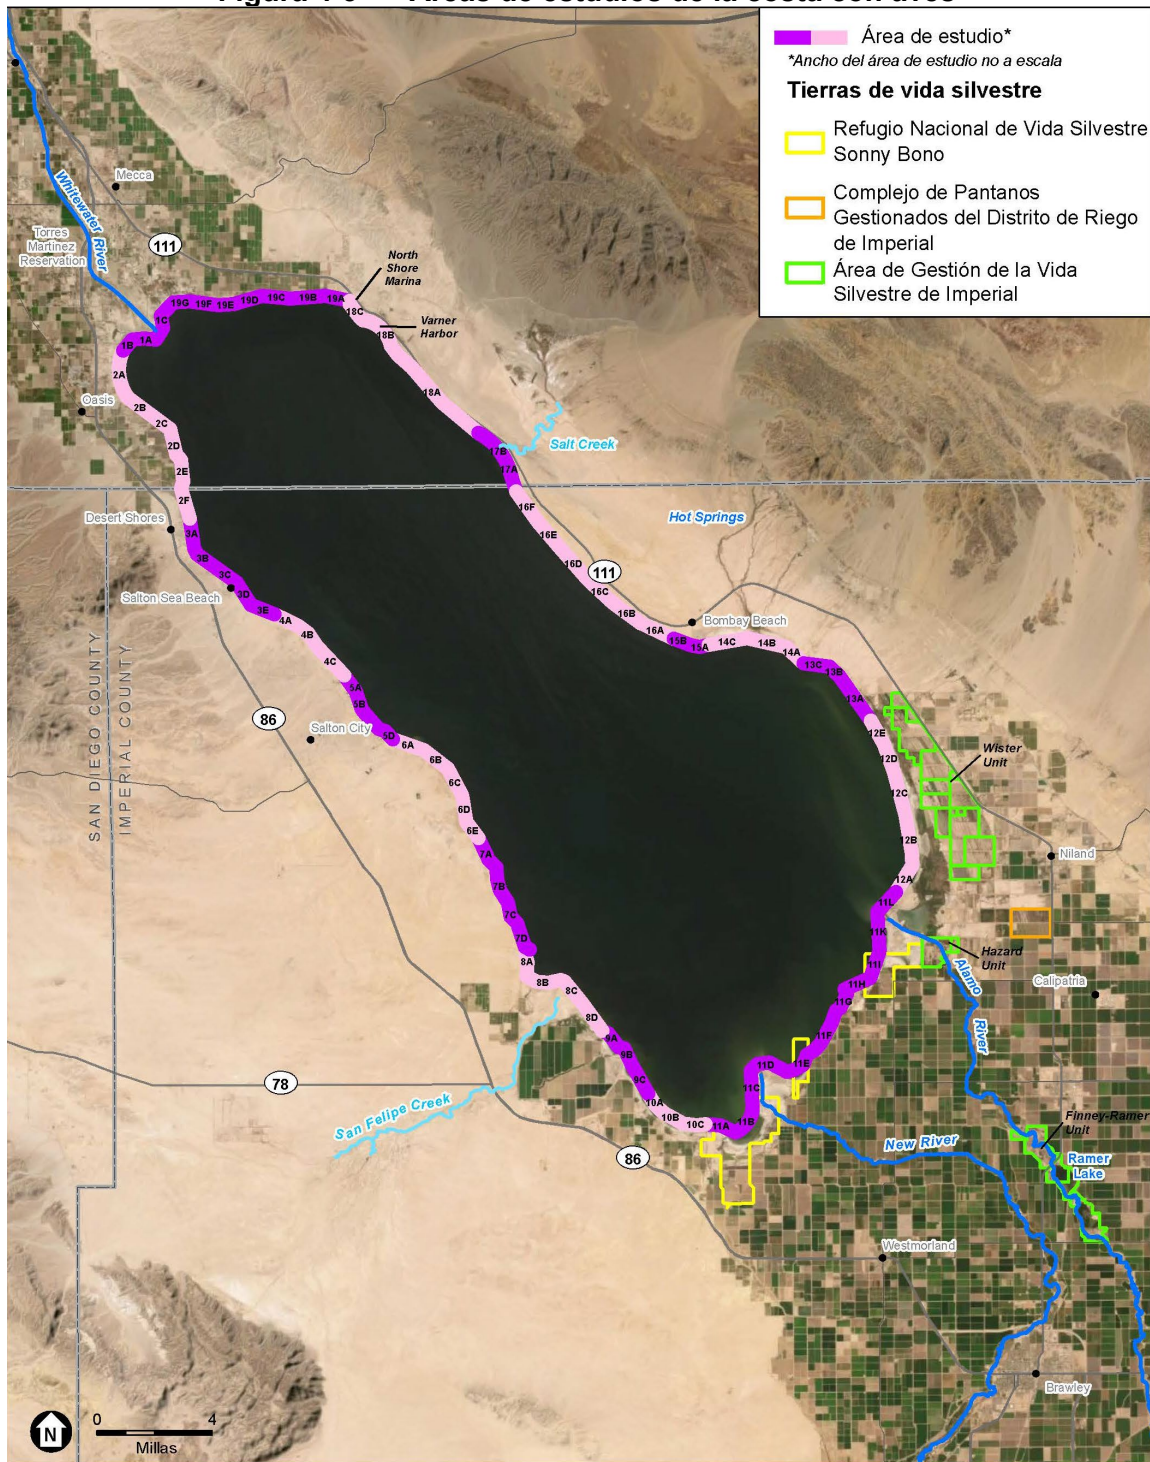 Área de estudio*
*Ancho del área de estudio no a escala
Tierras de vida silvestre
Refugio Nacional de Vida Silvestre
Sonny Bono
Complejo de Pantanos
Gestionados del Distrito de Riego
de Imperial
Área de Gestión de la Vida
Silvestre de Imperial
Mecca
Whitewater River
Torres
Martinez
Reservation
111
North
Shore
Marina
Varner
Harbor
19G
19F
19E
19D
19C
19B
19A
18C
18B
18A
1C
1A
1B
2A
2B
2C
2D
2E
2F
Oasis
17B
17A
Salt Creek
Hot Springs
Desert Shores
3A
3B
3C
3D
3E
Salton Sea Beach
16F
16E
16D
16C
16B
16A
111
Bombay Beach
15B
15A
14C
14B
14A
13C
13B
13A
4A
4B
4C
5A
5B
5D
SAN DIEGO COUNTY
IMPERIAL COUNTY
86
Salton City
6A
6B
6C
6D
6E
12E
12D
12C
12B
12A
Wister
Unit
Niland
7A
7B
7C
7D
8A
8B
8C
8D
11L
11K
11I
11H
11G
11F
11E
11D
11C
11B
11A
Hazard
Unit
Calipatria
Alamo
River
9A
9B
9C
10A
10B
10C
78
San Felipe Creek
86
New River
Finney-Ramer
Unit
Ramer
Lake
Westmorland
Brawley
N
0 4
Millas